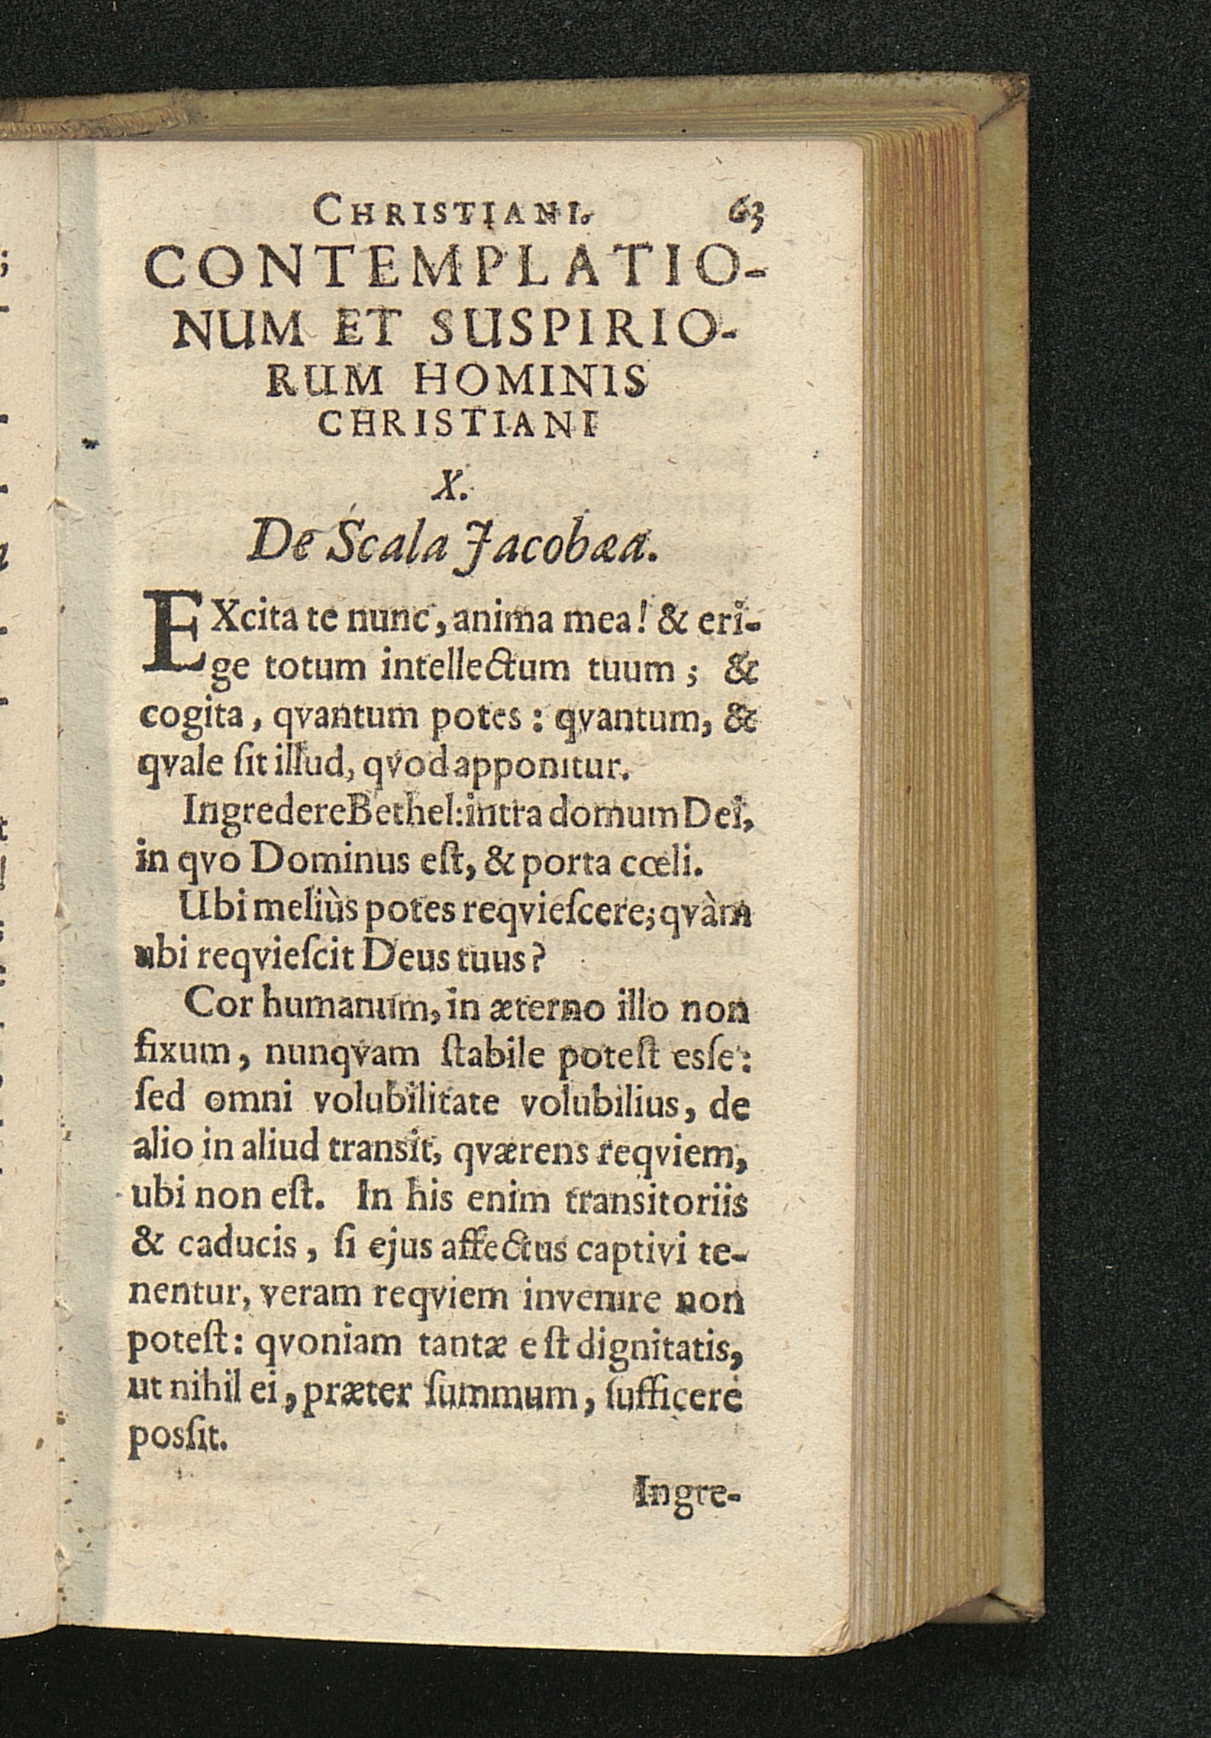 CHRISTIANI. 63
CONTEMPLATIO-
NUM ET SUSPIRIO-
RUM HOMINIS
CHRISTIANI
X.
De Scala Jacobæa.
EXcita te nunc, anima mea! & eri-
ge totum intellectum tuum; &
cogita, qvantum potes: qvantum, &
qvale ſit illud, qvod apponitur.
Ingredere Bethel: intra domum Dei,
in qvo Dominus eſt, & porta cœli.
Ubi meliùs potes reqvieſcere; qvàm
ubi reqvieſcit Deus tuus?
Cor humanum, in æterno illo non
fixum, nunqvam ſtabile poteſt esſe:
ſed omni volubilitate volubilius, de
alio in aliud transit, qværens reqviem,
ubi non eſt. In his enim transitoriis
& caducis, ſi ejus affectus captivi te-
nentur, veram reqviem invenire non
poteſt: qvoniam tantæ eſt dignitatis,
ut nihil ei, præter ſummum, ſufficere
posſit.
Ingre-